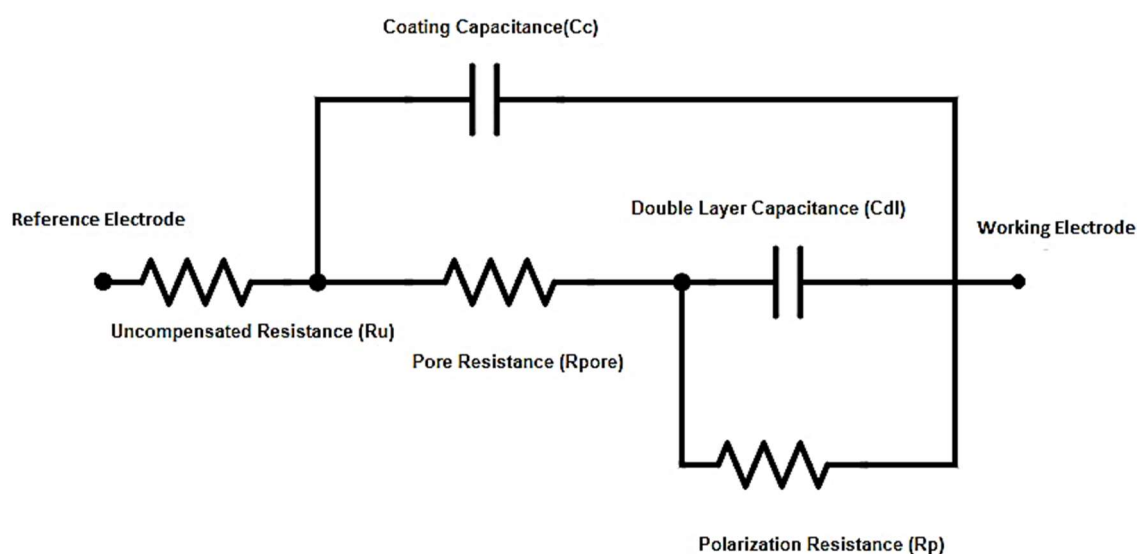 Coating Capacitance(Cc)
Double Layer Capacitance (Cdl)
Reference Electrode
Working Electrode
Uncompensated Resistance (Ru)
Pore Resistance (Rpore)
Polarization Resistance (Rp)